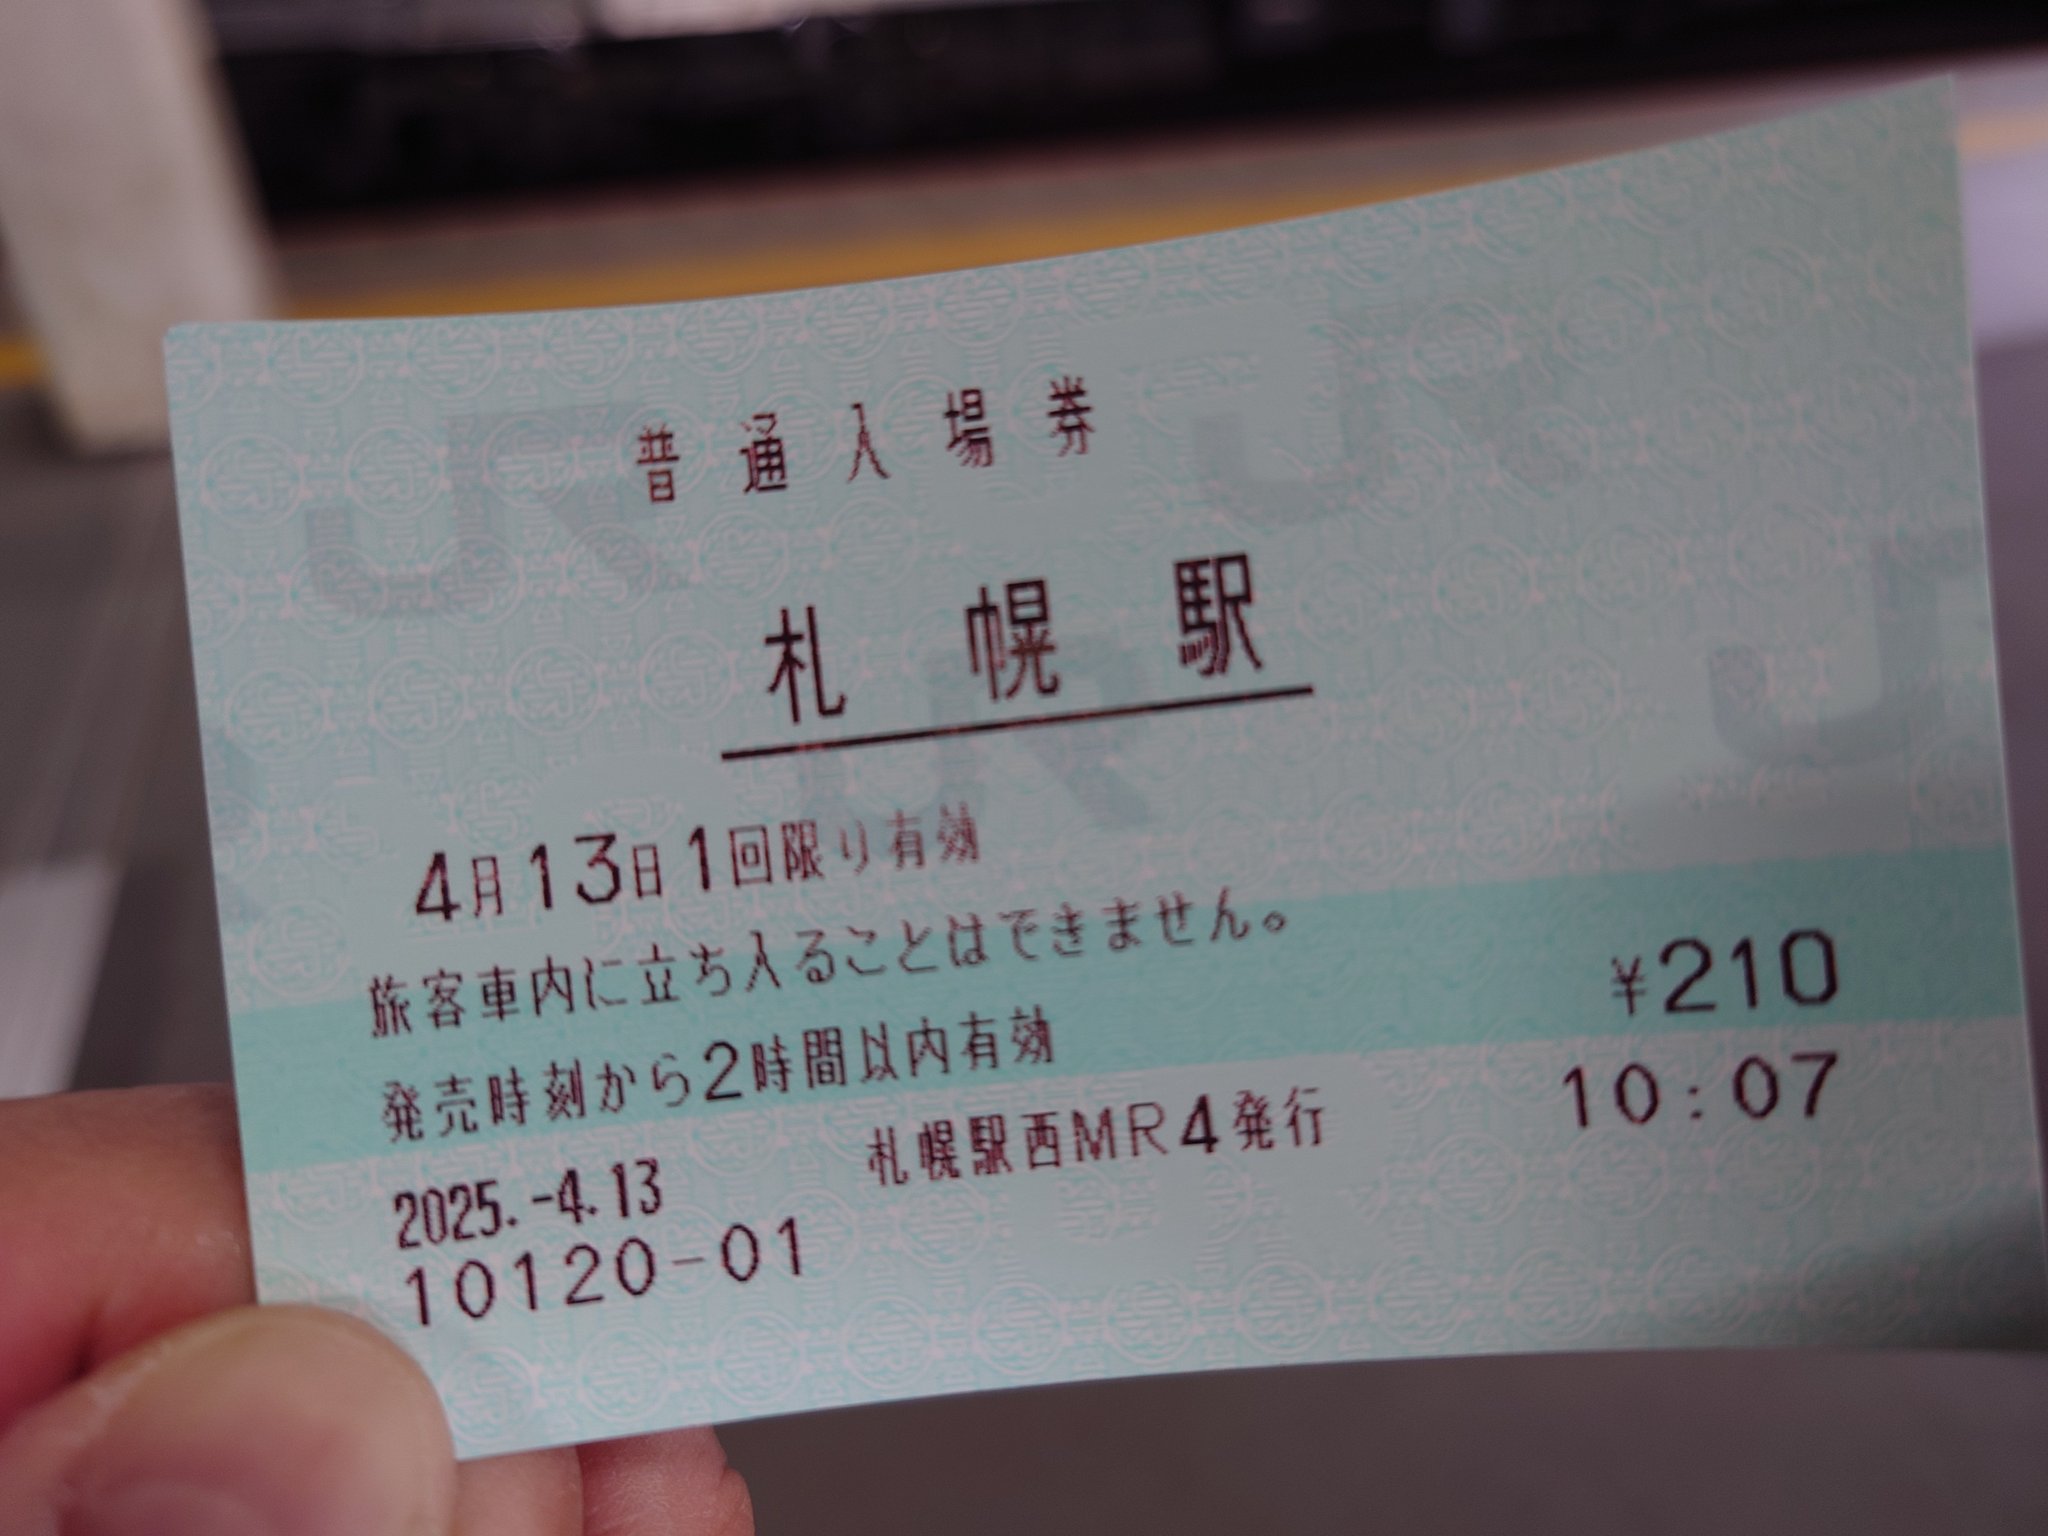 普通入場券
札幌駅
4月13日1回限り有効
旅客車内に立ち入ることはできません。
¥210
発売時刻から2時間以内有効
10:07
2025.-4.13
札幌駅西MR4発行
10120-01